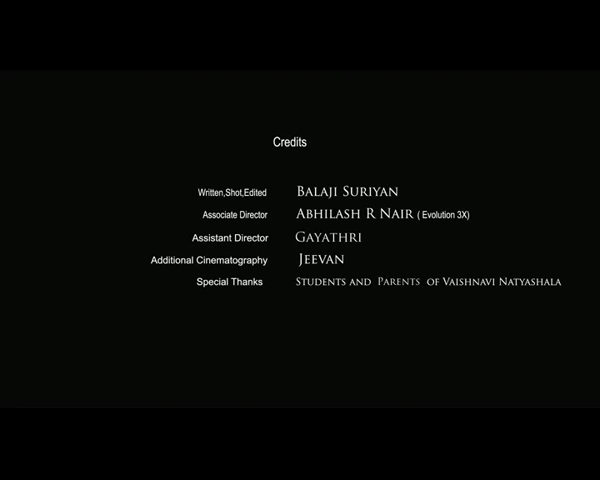 Credits
Written,Shot,Edited BALAJI SURIYAN
Associate Director ABHILASH R NAIR ( Evolution 3X)
Assistant Director GAYATHRI
Additional Cinematography JEEVAN
Special Thanks STUDENTS AND PARENTS OF VAISHNAVI NATYASHALA